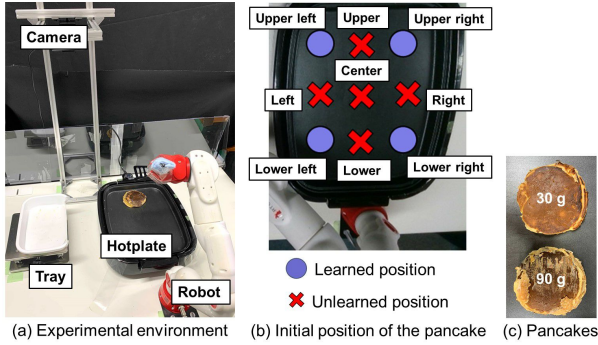 Camera
Hotplate
Tray
Robot
(a) Experimental environment
Upper left
Upper
Upper right
Center
Left
Right
Lower left
Lower
Lower right
Learned position
Unlearned position
(b) Initial position of the pancake
30 g
90 g
(c) Pancakes